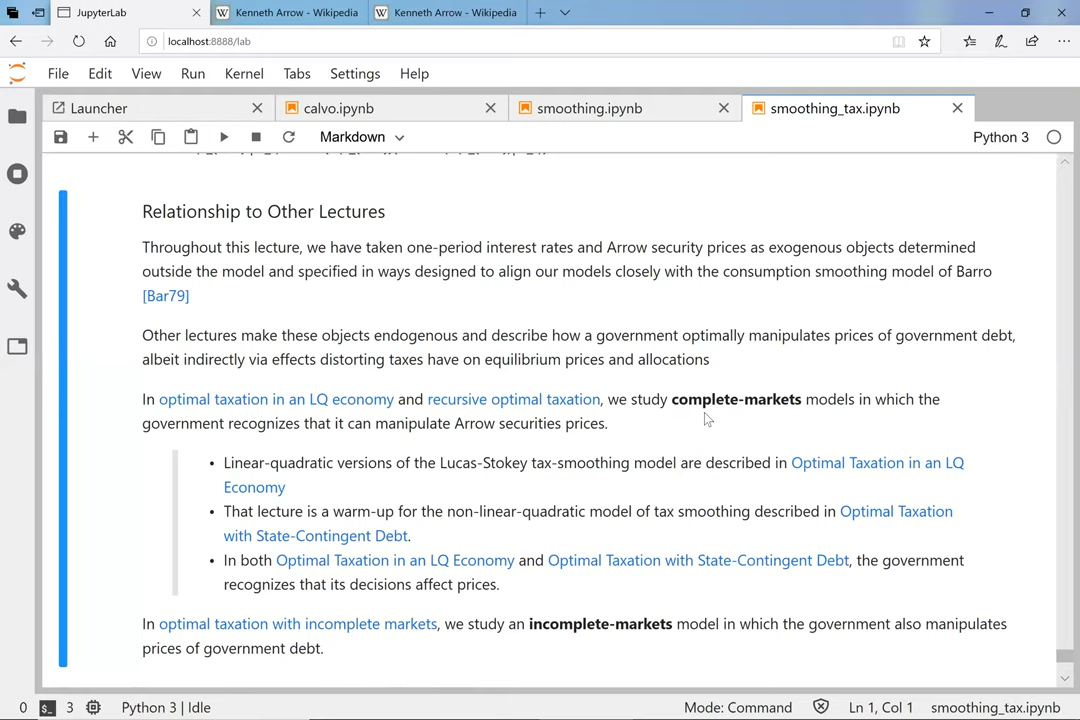 JupyterLab
Kenneth Arrow - Wikipedia
Kenneth Arrow - Wikipedia
localhost:8888/lab
File Edit View Run Kernel Tabs Settings Help
Launcher
calvo.ipynb
smoothing.ipynb
smoothing_tax.ipynb
Markdown
Python 3
Relationship to Other Lectures
Throughout this lecture, we have taken one-period interest rates and Arrow security prices as exogenous objects determined
outside the model and specified in ways designed to align our models closely with the consumption smoothing model of Barro
[Bar79]
Other lectures make these objects endogenous and describe how a government optimally manipulates prices of government debt,
albeit indirectly via effects distorting taxes have on equilibrium prices and allocations
In optimal taxation in an LQ economy and recursive optimal taxation, we study complete-markets models in which the
government recognizes that it can manipulate Arrow securities prices.
• Linear-quadratic versions of the Lucas-Stokey tax-smoothing model are described in Optimal Taxation in an LQ
Economy
• That lecture is a warm-up for the non-linear-quadratic model of tax smoothing described in Optimal Taxation
with State-Contingent Debt.
• In both Optimal Taxation in an LQ Economy and Optimal Taxation with State-Contingent Debt, the government
recognizes that its decisions affect prices.
In optimal taxation with incomplete markets, we study an incomplete-markets model in which the government also manipulates
prices of government debt.
0 $_ 3 Python 3 | Idle Mode: Command Ln 1, Col 1 smoothing_tax.ipynb